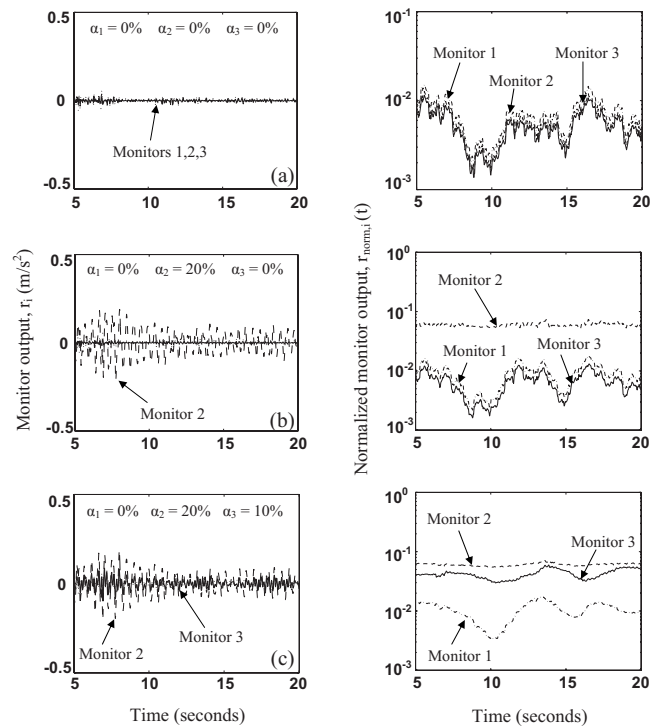 0.5
α₁ = 0% α₂ = 0% α₃ = 0%
0
Monitors 1,2,3
-0.5
(a)
5 10 15 20
10⁻¹
Monitor 1
Monitor 2
Monitor 3
10⁻²
10⁻³
5 10 15 20
0.5
α₁ = 0% α₂ = 20% α₃ = 0%
0
Monitor 2
-0.5
(b)
5 10 15 20
10⁰
Monitor 2
10⁻¹
Monitor 1
Monitor 3
10⁻²
10⁻³
5 10 15 20
0.5
α₁ = 0% α₂ = 20% α₃ = 10%
0
Monitor 2
Monitor 3
-0.5
(c)
5 10 15 20
Time (seconds)
10⁰
Monitor 2
Monitor 3
10⁻¹
10⁻²
Monitor 1
10⁻³
5 10 15 20
Time (seconds)
Monitor output, rᵢ (m/s²)
Normalized monitor output, r_norm,i (t)